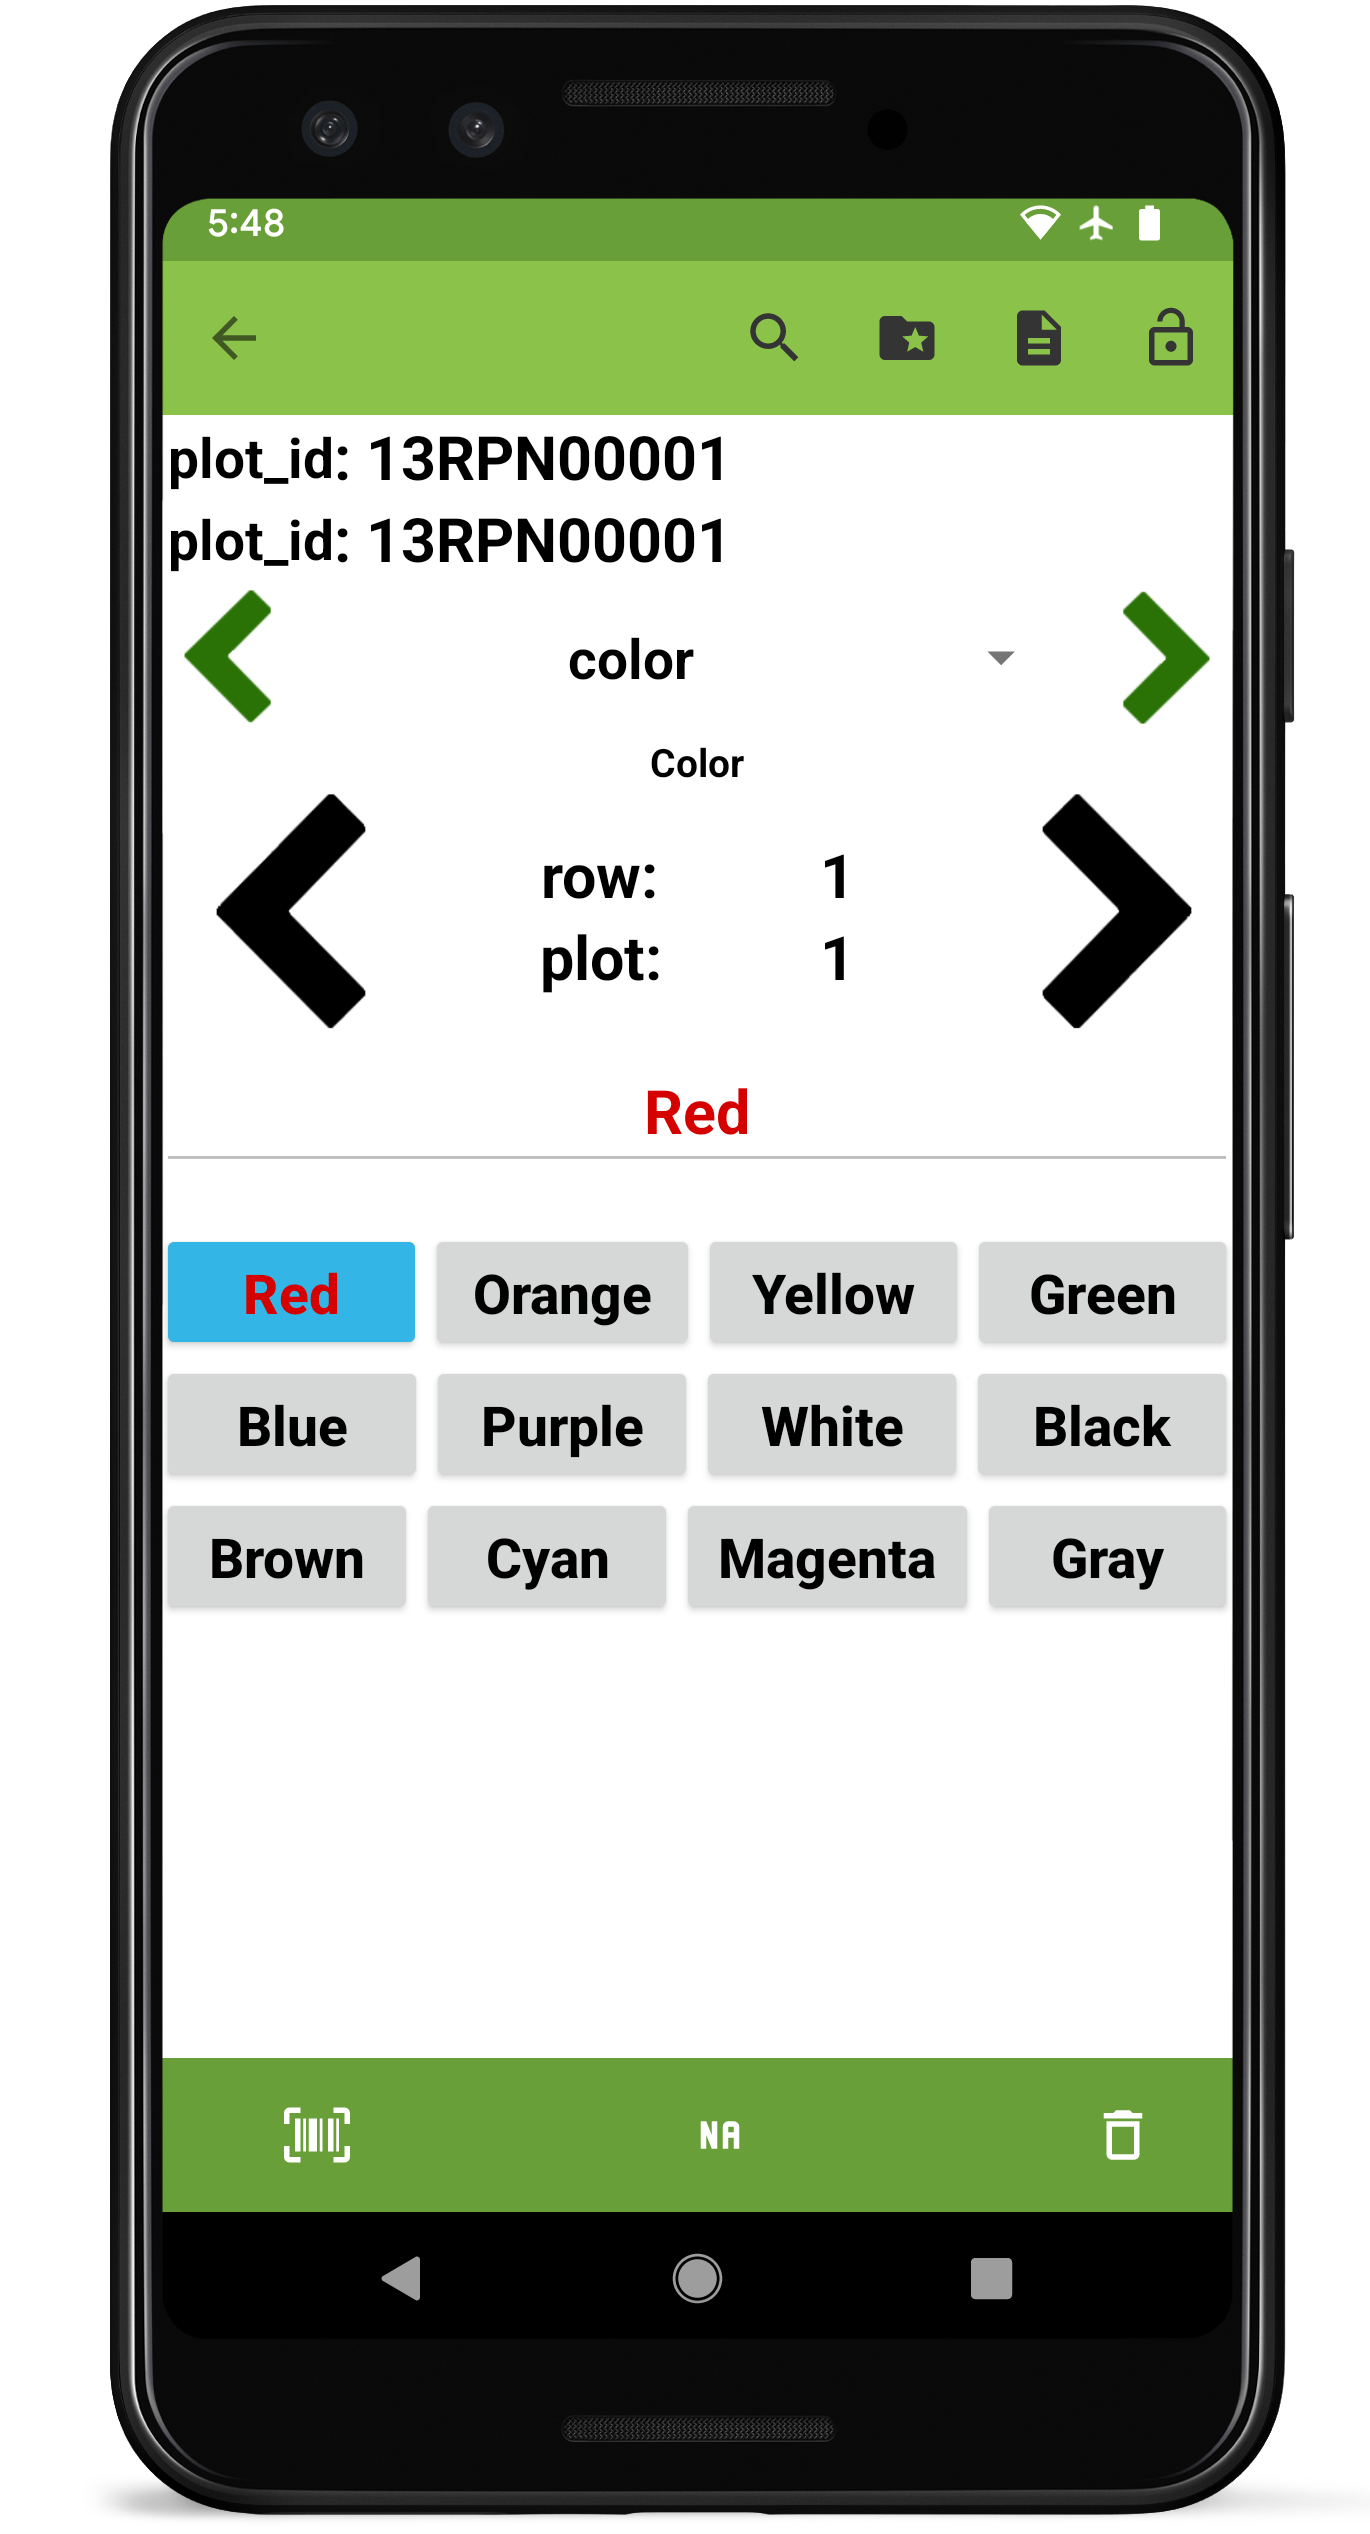 5:48
plot_id: 13RPN00001
plot_id: 13RPN00001
color
Color
row: 1
plot: 1
Red
Red Orange Yellow Green
Blue Purple White Black
Brown Cyan Magenta Gray
NA